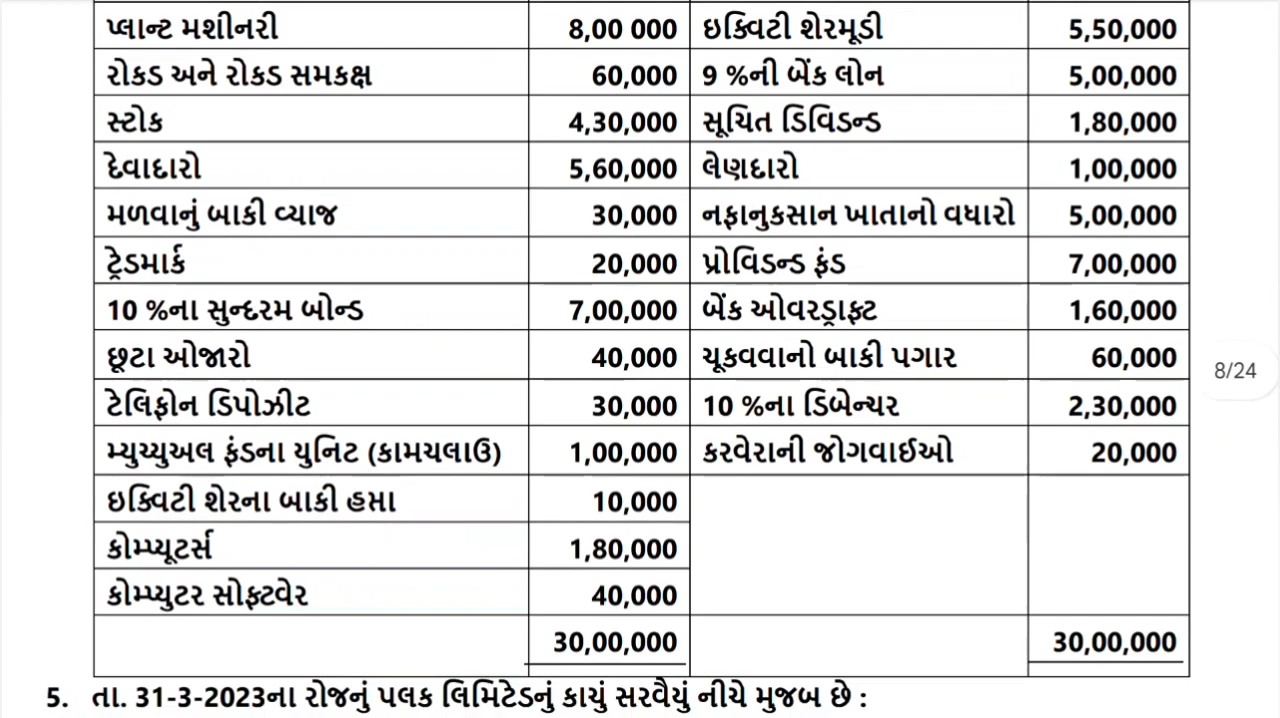 પ્લાન્ટ મશીનરી 8,00 000 ઇક્વિટી શેરમૂડી 5,50,000
રોકડ અને રોકડ સમકક્ષ 60,000 9 %ની બેંક લોન 5,00,000
સ્ટોક 4,30,000 સૂચિત ડિવિડન્ડ 1,80,000
દેવાદારો 5,60,000 લેણદારો 1,00,000
મળવાનું બાકી વ્યાજ 30,000 નફાનુકસાન ખાતાનો વધારો 5,00,000
ટ્રેડમાર્ક 20,000 પ્રોવિડન્ડ ફંડ 7,00,000
10 %ના સુન્દરમ બોન્ડ 7,00,000 બેંક ઓવરડ્રાફ્ટ 1,60,000
છૂટા ઓજારો 40,000 ચૂકવવાનો બાકી પગાર 60,000
ટેલિફોન ડિપોઝીટ 30,000 10 %ના ડિબેન્ચર 2,30,000
મ્યુચ્યુઅલ ફંડના યુનિટ (કામચલાઉ) 1,00,000 કરવેરાની જોગવાઈઓ 20,000
ઇક્વિટી શેરના બાકી હપ્તા 10,000
કોમ્પ્યૂટર્સ 1,80,000
કોમ્પ્યુટર સોફ્ટવેર 40,000
30,00,000 30,00,000
8/24
5. તા. 31-3-2023ના રોજનું પલક લિમિટેડનું કાચું સરવૈયું નીચે મુજબ છે :